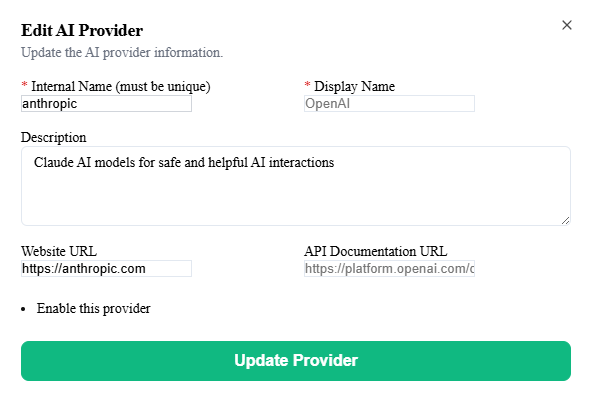 Edit AI Provider
Update the AI provider information.
* Internal Name (must be unique)
anthropic
* Display Name
OpenAI
Description
Claude AI models for safe and helpful AI interactions
Website URL
https://anthropic.com
API Documentation URL
https://platform.openai.com/d
• Enable this provider
Update Provider